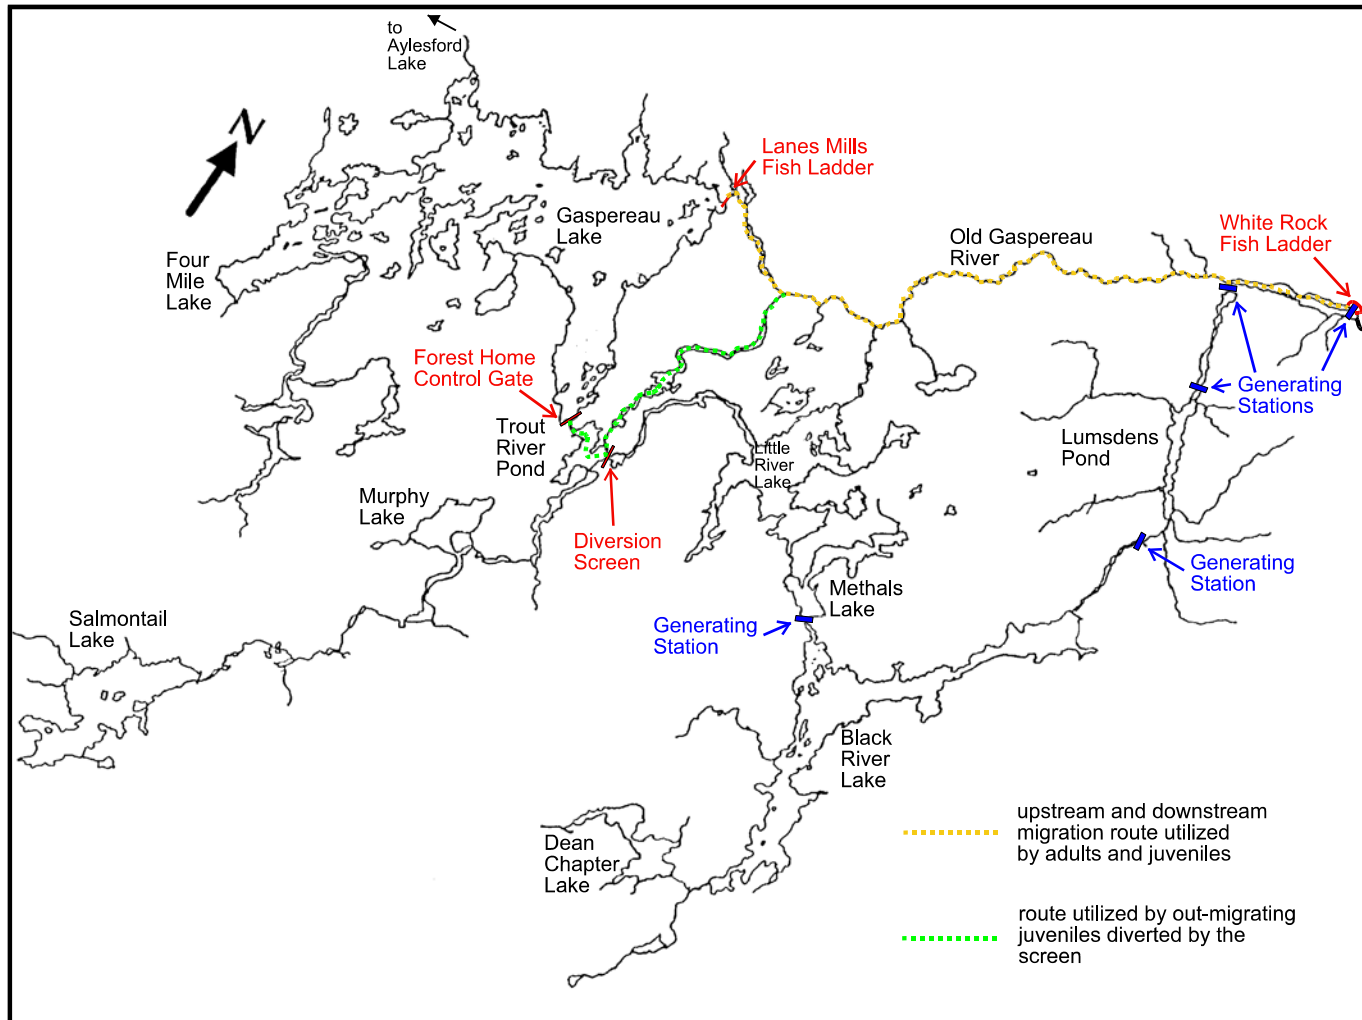 to
Aylesford
Lake
N
Lanes Mills
Fish Ladder
Gaspereau
Lake
White Rock
Fish Ladder
Old Gaspereau
River
Four
Mile
Lake
Forest Home
Control Gate
Generating
Stations
Trout
River
Pond
Little
River
Lake
Lumsdens
Pond
Murphy
Lake
Diversion
Screen
Generating
Station
Methals
Lake
Salmontail
Lake
Generating
Station
Black
River
Lake
Dean
Chapter
Lake
upstream and downstream
migration route utilized
by adults and juveniles
route utilized by out-migrating
juveniles diverted by the
screen